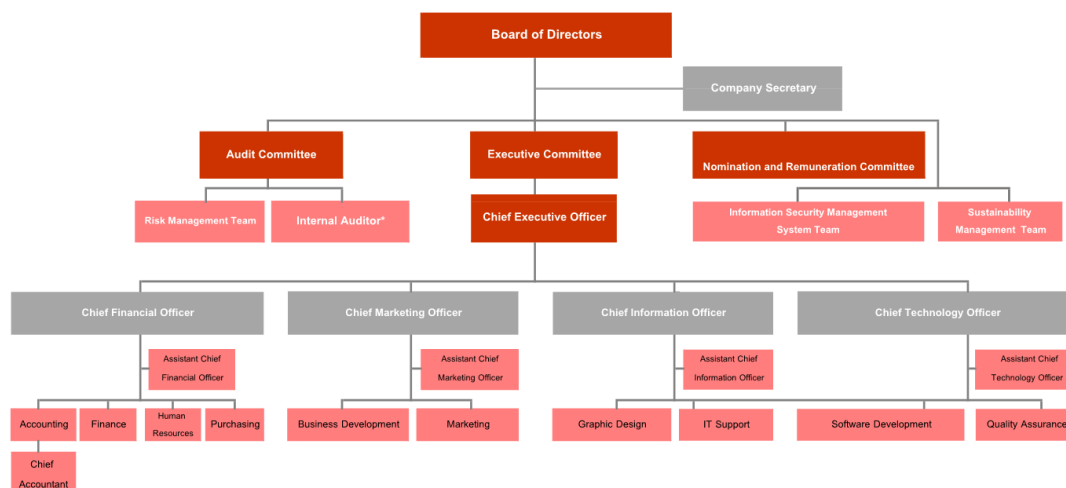 Board of Directors
Company Secretary
Audit Committee
Executive Committee
Nomination and Remuneration Committee
Risk Management Team
Internal Auditor*
Chief Executive Officer
Information Security Management
System Team
Sustainability
Management Team
Chief Financial Officer
Chief Marketing Officer
Chief Information Officer
Chief Technology Officer
Assistant Chief
Financial Officer
Assistant Chief
Marketing Officer
Assistant Chief
Information Officer
Assistant Chief
Technology Officer
Accounting
Finance
Human
Resources
Purchasing
Business Development
Marketing
Graphic Design
IT Support
Software Development
Quality Assurance
Chief
Accountant